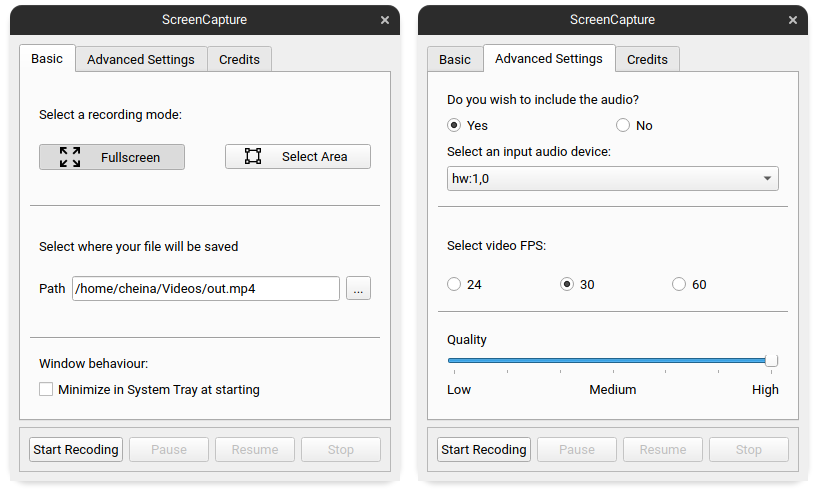 ScreenCapture
Basic Advanced Settings Credits
Select a recording mode:
Fullscreen Select Area
Select where your file will be saved
Path /home/cheina/Videos/out.mp4 ...
Window behaviour:
Minimize in System Tray at starting
Start Recoding Pause Resume Stop
ScreenCapture
Basic Advanced Settings Credits
Do you wish to include the audio?
Yes No
Select an input audio device:
hw:1,0
Select video FPS:
24 30 60
Quality
Low Medium High
Start Recoding Pause Resume Stop